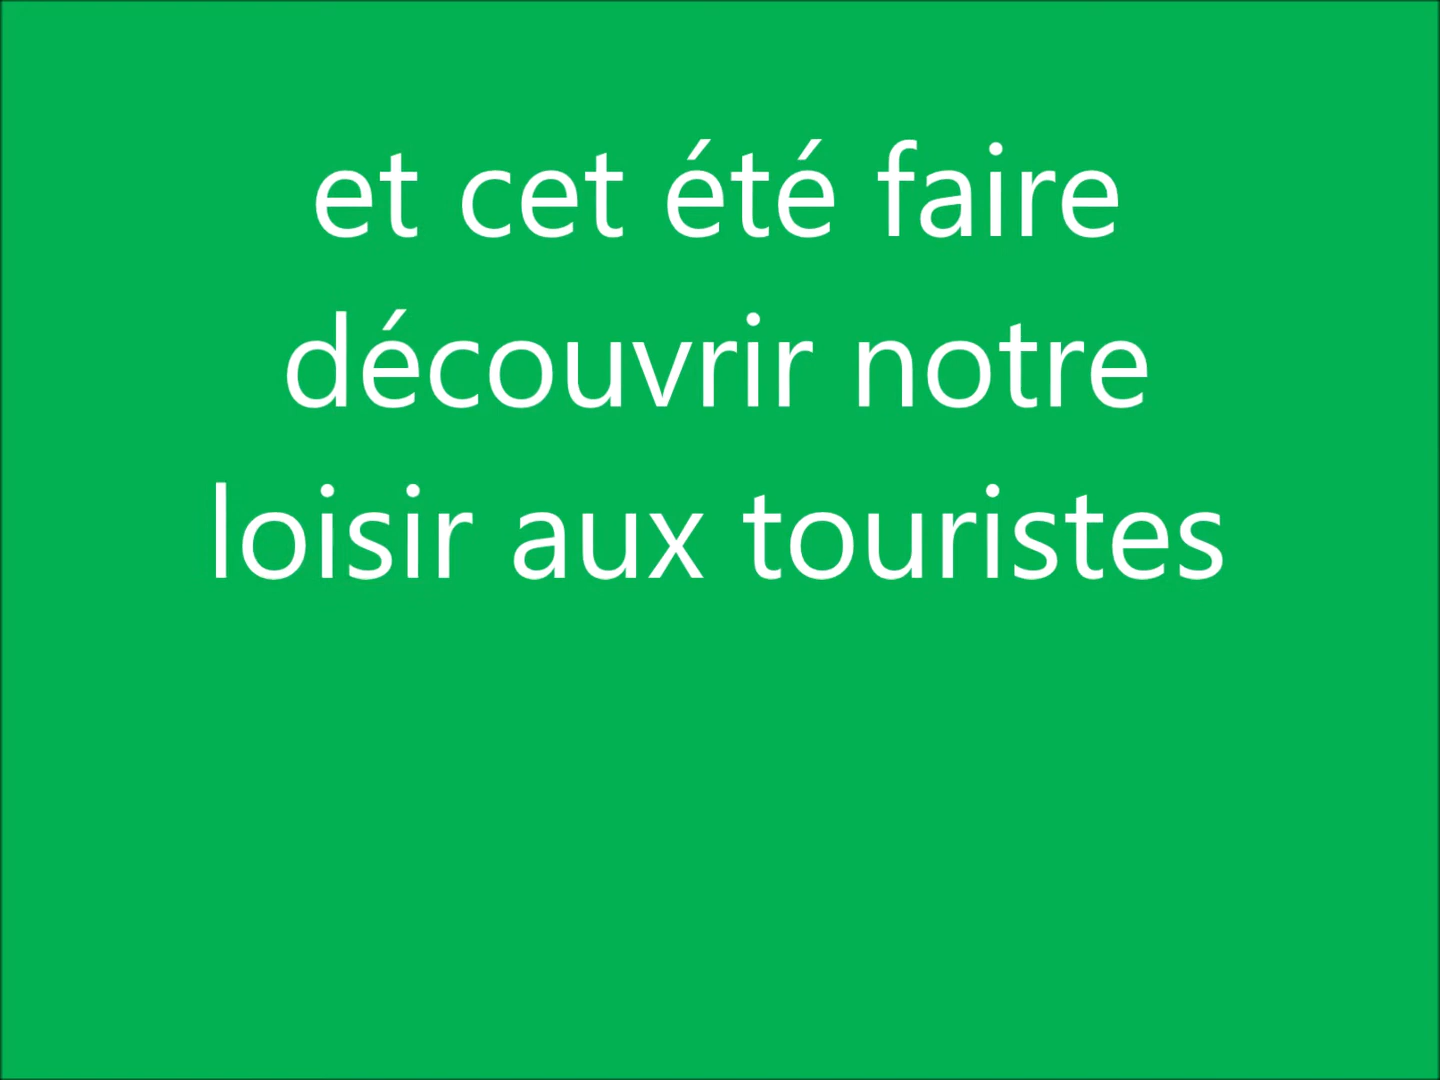 et cet été faire
découvrir notre
loisir aux touristes